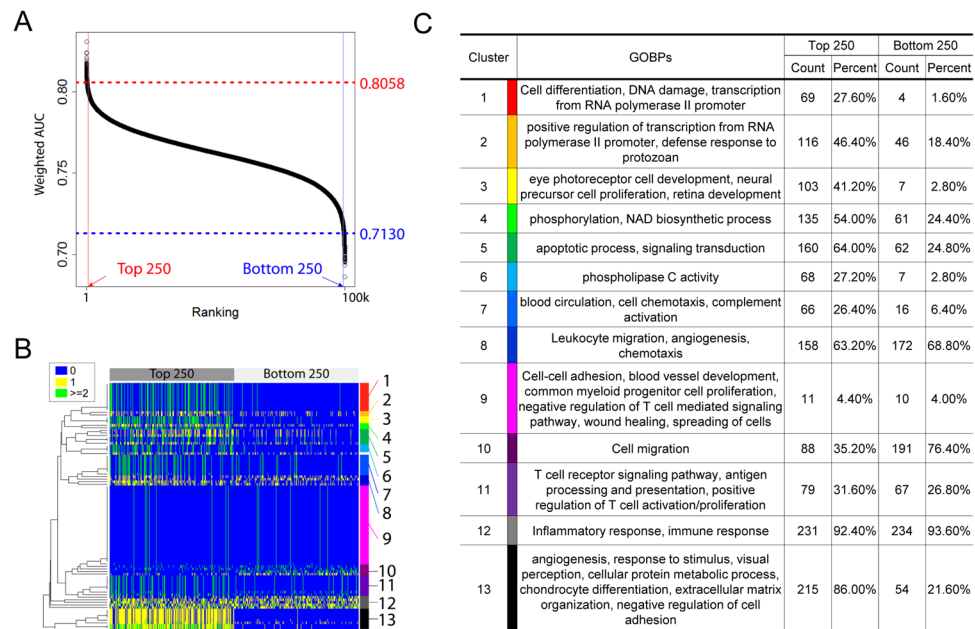 A
Weighted AUC
0.80
0.75
0.70
0.8058
0.7130
Top 250
Bottom 250
1
100k
Ranking
B
0
1
>=2
Top 250
Bottom 250
1
2
3
4
5
6
7
8
9
10
11
12
13
C
Cluster GOBPs Top 250 Bottom 250
Count Percent Count Percent
1 Cell differentiation, DNA damage, transcription
from RNA polymerase II promoter 69 27.60% 4 1.60%
2 positive regulation of transcription from RNA
polymerase II promoter, defense response to
protozoan 116 46.40% 46 18.40%
3 eye photoreceptor cell development, neural
precursor cell proliferation, retina development 103 41.20% 7 2.80%
4 phosphorylation, NAD biosynthetic process 135 54.00% 61 24.40%
5 apoptotic process, signaling transduction 160 64.00% 62 24.80%
6 phospholipase C activity 68 27.20% 7 2.80%
7 blood circulation, cell chemotaxis, complement
activation 66 26.40% 16 6.40%
8 Leukocyte migration, angiogenesis,
chemotaxis 158 63.20% 172 68.80%
9 Cell-cell adhesion, blood vessel development,
common myeloid progenitor cell proliferation,
negative regulation of T cell mediated signaling
pathway, wound healing, spreading of cells 11 4.40% 10 4.00%
10 Cell migration 88 35.20% 191 76.40%
11 T cell receptor signaling pathway, antigen
processing and presentation, positive
regulation of T cell activation/proliferation 79 31.60% 67 26.80%
12 Inflammatory response, immune response 231 92.40% 234 93.60%
13 angiogenesis, response to stimulus, visual
perception, cellular protein metabolic process,
chondrocyte differentiation, extracellular matrix
organization, negative regulation of cell
adhesion 215 86.00% 54 21.60%